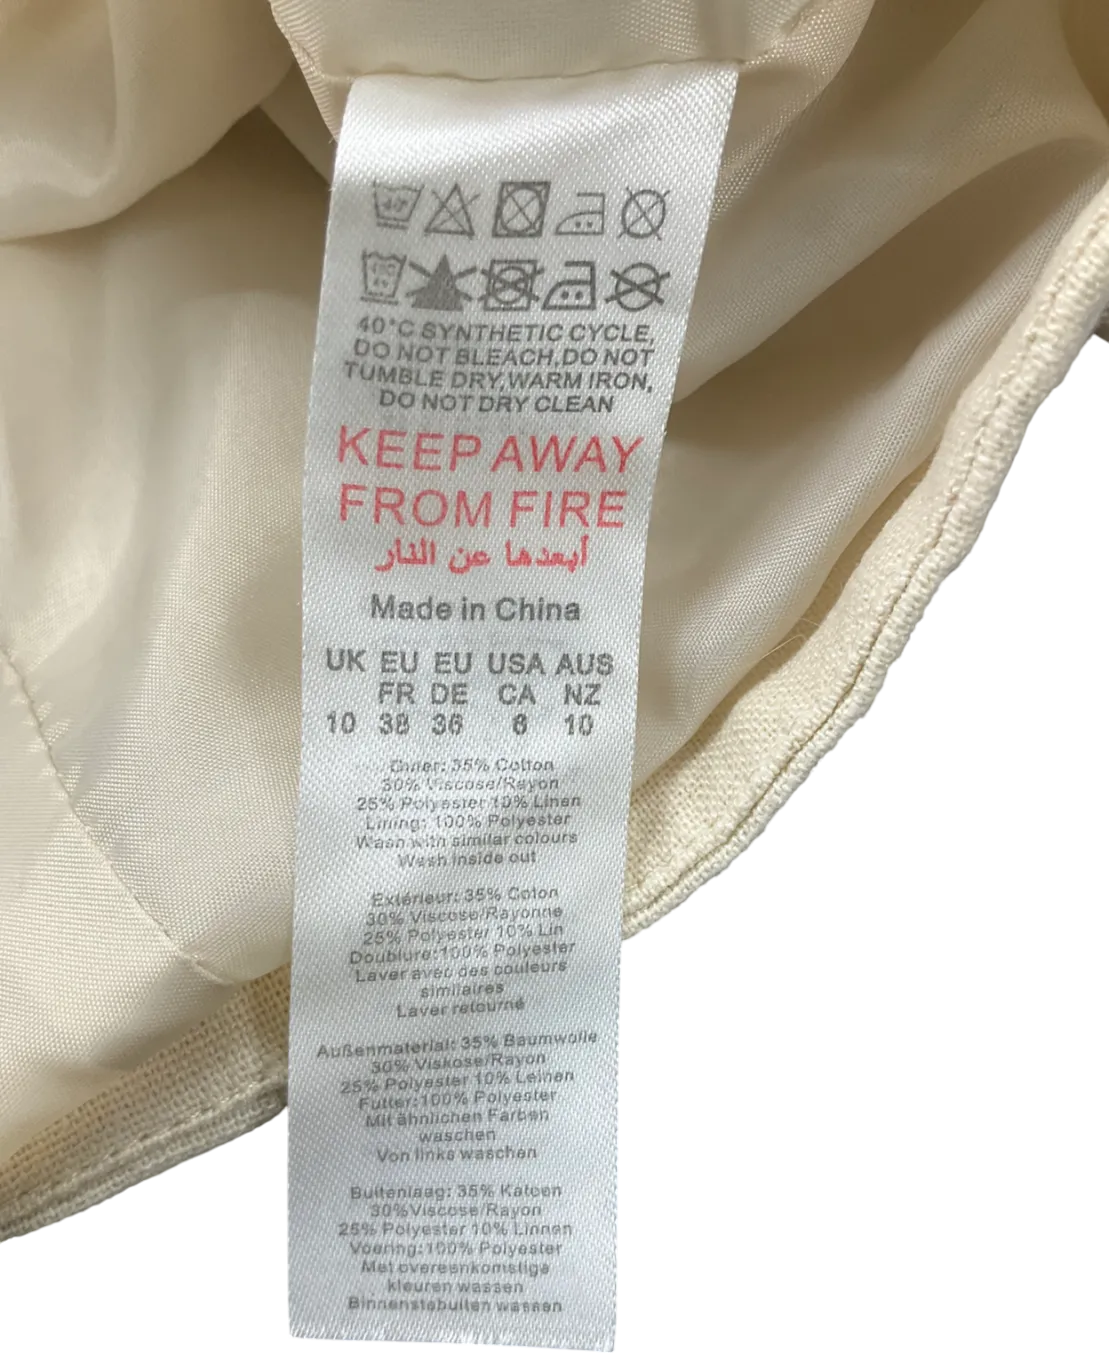 40
40°C SYNTHETIC CYCLE,
DO NOT BLEACH,DO NOT
TUMBLE DRY,WARM IRON,
DO NOT DRY CLEAN
KEEP AWAY
FROM FIRE
أبعدها عن النار
Made in China
UK EU EU USA AUS
FR DE CA NZ
10 38 36 6 10
Outer: 35% Cotton
30% Viscose/Rayon
25% Polyester 10% Linen
Lining: 100% Polyester
Wash with similar colours
Wash inside out
Extérieur: 35% Coton
30% Viscose/Rayonne
25% Polyester 10% Lin
Doublure:100% Polyester
Laver avec des couleurs
similaires
Laver retourné
Außenmaterial: 35% Baumwolle
30% Viskose/Rayon
25% Polyester 10% Leinen
Futter:100% Polyester
Mit ähnlichen Farben
waschen
Von links waschen
Buitenlaag: 35% Katoen
30%Viscose/Rayon
25% Polyester 10% Linnen
Voering:100% Polyester
Met overeenkomstige
kleuren wassen
Binnenstebuiten wassen